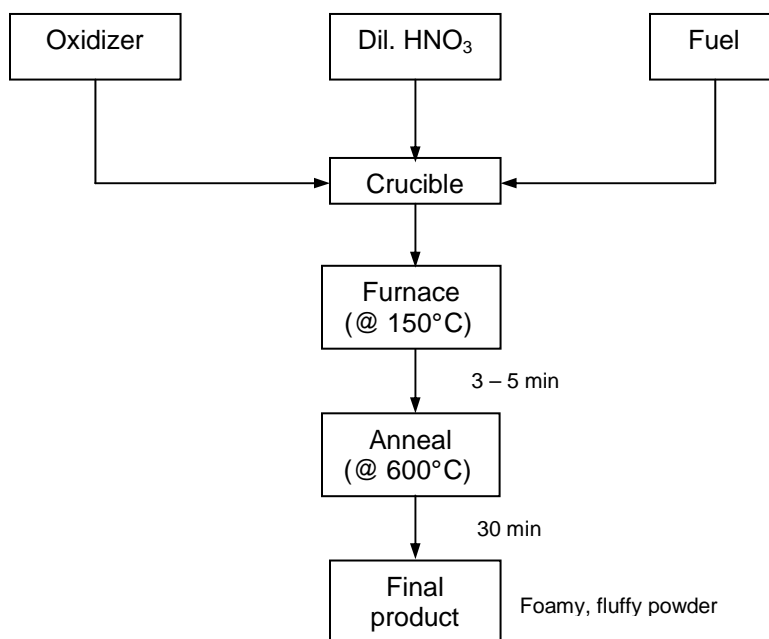 Oxidizer
Dil. HNO₃
Fuel
Crucible
Furnace
(@ 150°C)
3 – 5 min
Anneal
(@ 600°C)
30 min
Final
product
Foamy, fluffy powder